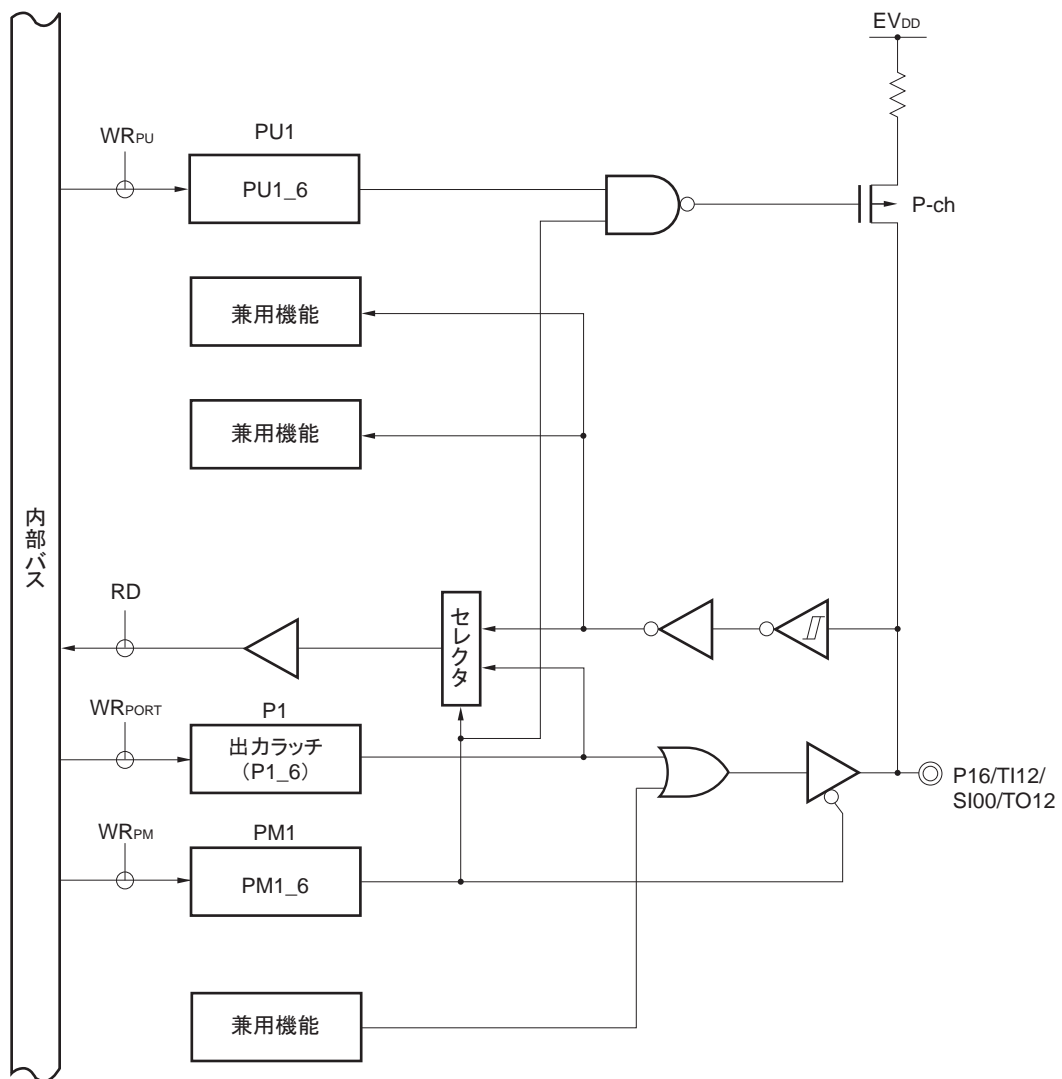 EVDD
WRPU
PU1
PU1_6
P-ch
兼用機能
兼用機能
内部バス
RD
セレクタ
WRPORT
P1
出力ラッチ
（P1_6）
P16/TI12/
SI00/TO12
WRPM
PM1
PM1_6
兼用機能